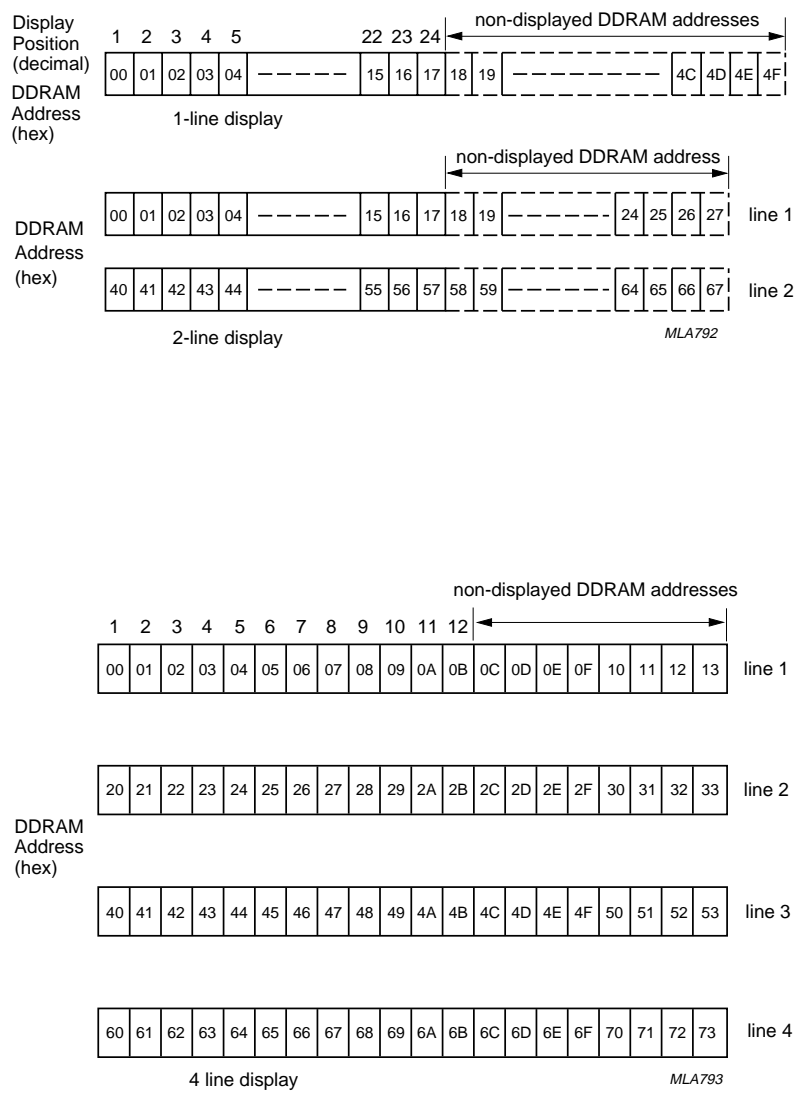 Display
Position
(decimal)
1 2 3 4 5 22 23 24
non-displayed DDRAM addresses
00 01 02 03 04 15 16 17 18 19 4C 4D 4E 4F
DDRAM
Address
(hex)
1-line display
non-displayed DDRAM address
00 01 02 03 04 15 16 17 18 19 24 25 26 27 line 1
DDRAM
Address
(hex)
40 41 42 43 44 55 56 57 58 59 64 65 66 67 line 2
2-line display
MLA792
non-displayed DDRAM addresses
1 2 3 4 5 6 7 8 9 10 11 12
00 01 02 03 04 05 06 07 08 09 0A 0B 0C 0D 0E 0F 10 11 12 13 line 1
20 21 22 23 24 25 26 27 28 29 2A 2B 2C 2D 2E 2F 30 31 32 33 line 2
DDRAM
Address
(hex)
40 41 42 43 44 45 46 47 48 49 4A 4B 4C 4D 4E 4F 50 51 52 53 line 3
60 61 62 63 64 65 66 67 68 69 6A 6B 6C 6D 6E 6F 70 71 72 73 line 4
4 line display
MLA793